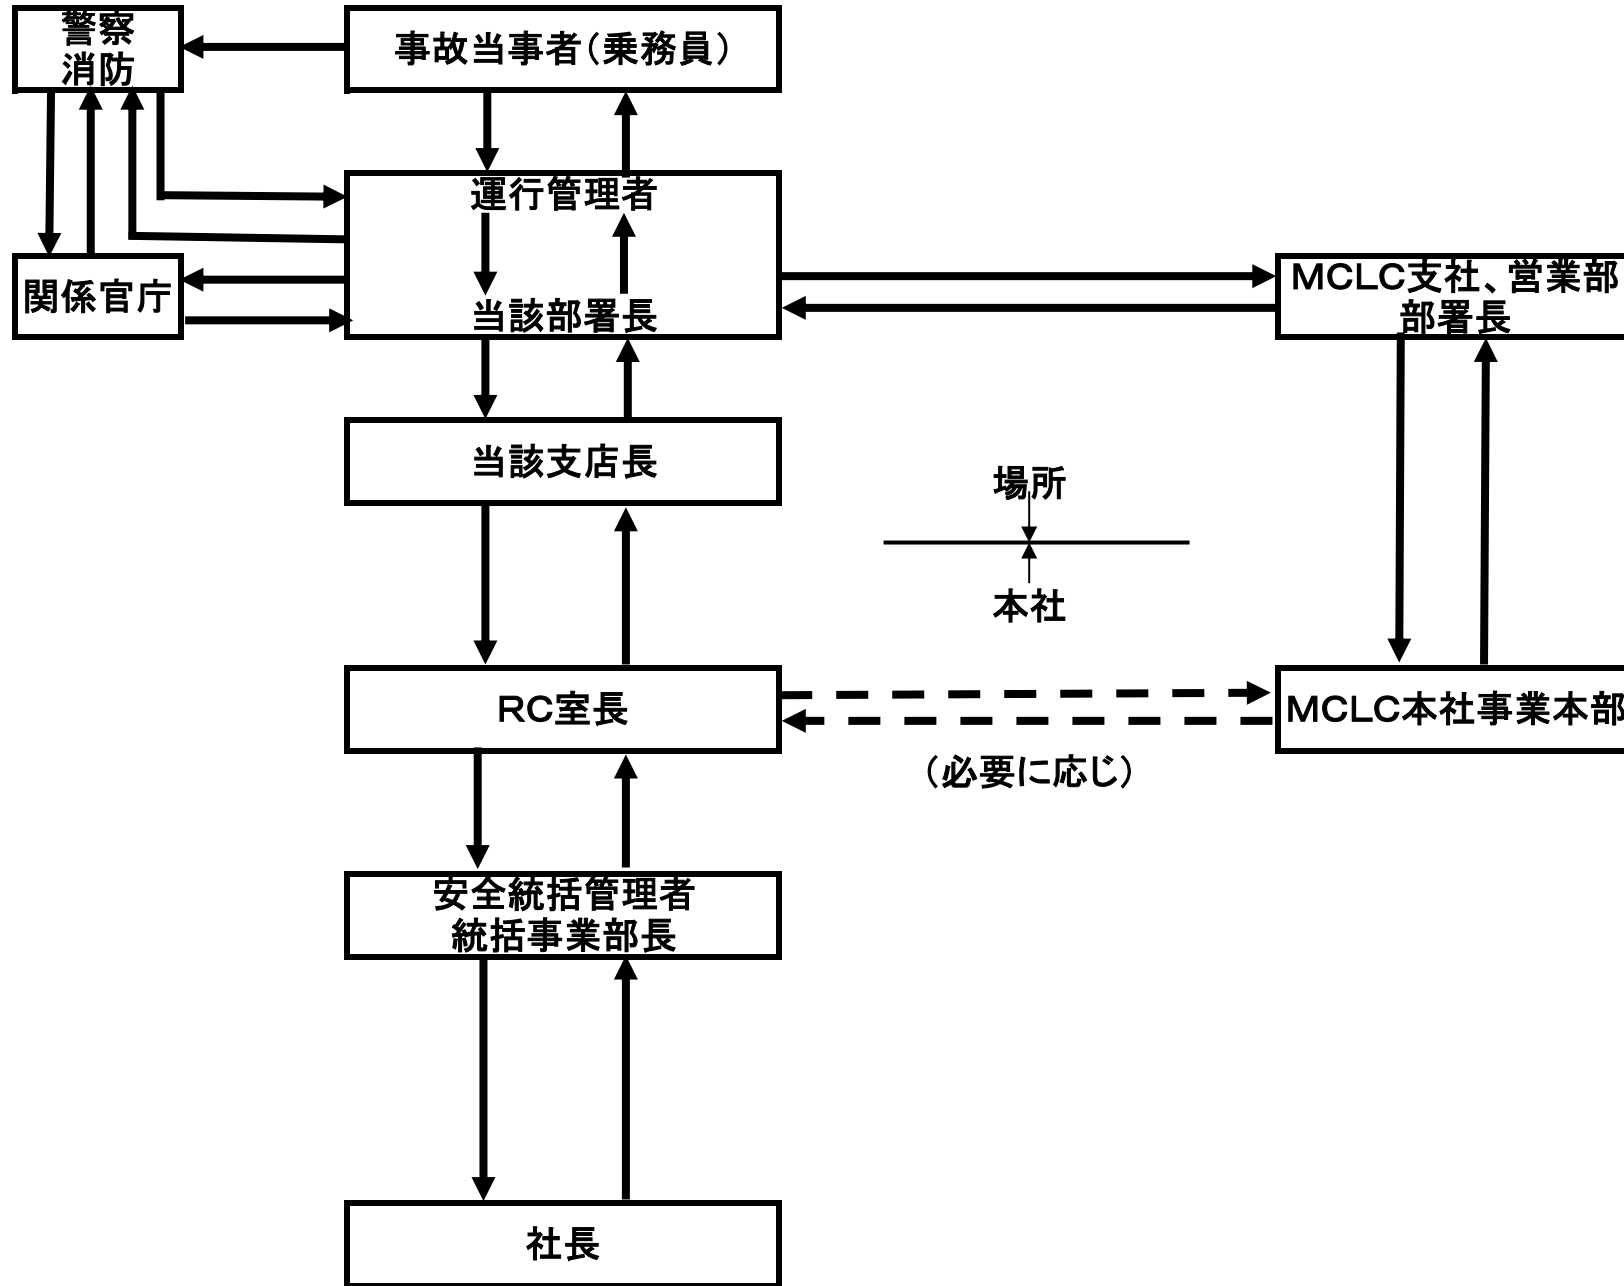 警察
消防
事故当事者(乗務員)
運行管理者
関係官庁
当該部署長
MCLC支社、営業部
部署長
当該支店長
場所
本社
RC室長
MCLC本社事業本部
(必要に応じ)
安全統括管理者
統括事業部長
社長